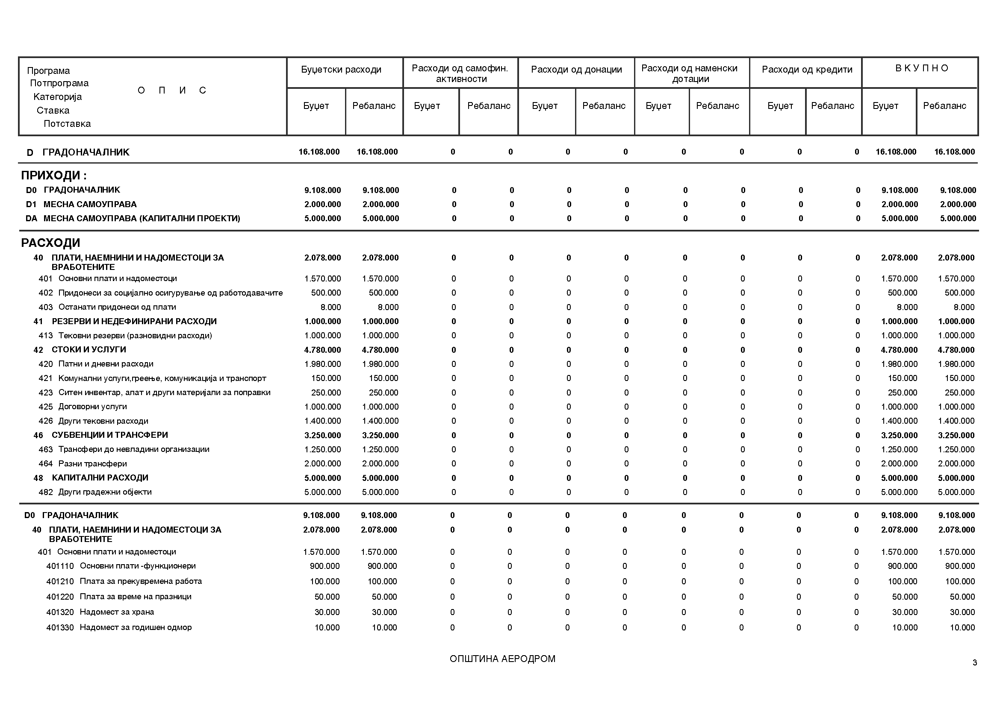 Програма
Потпрограма
Категорија
Ставка
Потставка
О П И С
Буџетски расходи Расходи од самофин. активности Расходи од донации Расходи од наменски дотации Расходи од кредити В К У П Н О
Буџет Ребаланс Буџет Ребаланс Буџет Ребаланс Буџет Ребаланс Буџет Ребаланс Буџет Ребаланс
D ГРАДОНАЧАЛНИК 16.108.000 16.108.000 0 0 0 0 0 0 0 0 16.108.000 16.108.000
ПРИХОДИ :
D0 ГРАДОНАЧАЛНИК 9.108.000 9.108.000 0 0 0 0 0 0 0 0 9.108.000 9.108.000
D1 МЕСНА САМОУПРАВА 2.000.000 2.000.000 0 0 0 0 0 0 0 0 2.000.000 2.000.000
DA МЕСНА САМОУПРАВА (КАПИТАЛНИ ПРОЕКТИ) 5.000.000 5.000.000 0 0 0 0 0 0 0 0 5.000.000 5.000.000
РАСХОДИ
40 ПЛАТИ, НАЕМНИНИ И НАДОМЕСТОЦИ ЗА 2.078.000 2.078.000 0 0 0 0 0 0 0 0 2.078.000 2.078.000
ВРАБОТЕНИТЕ
401 Основни плати и надоместоци 1.570.000 1.570.000 0 0 0 0 0 0 0 0 1.570.000 1.570.000
402 Придонеси за социјално осигурување од работодавачите 500.000 500.000 0 0 0 0 0 0 0 0 500.000 500.000
403 Останати придонеси од плати 8.000 8.000 0 0 0 0 0 0 0 0 8.000 8.000
41 РЕЗЕРВИ И НЕДЕФИНИРАНИ РАСХОДИ 1.000.000 1.000.000 0 0 0 0 0 0 0 0 1.000.000 1.000.000
413 Тековни резерви (разновидни расходи) 1.000.000 1.000.000 0 0 0 0 0 0 0 0 1.000.000 1.000.000
42 СТОКИ И УСЛУГИ 4.780.000 4.780.000 0 0 0 0 0 0 0 0 4.780.000 4.780.000
420 Патни и дневни расходи 1.980.000 1.980.000 0 0 0 0 0 0 0 0 1.980.000 1.980.000
421 Комунални услуги,греење, комуникација и транспорт 150.000 150.000 0 0 0 0 0 0 0 0 150.000 150.000
423 Ситен инвентар, алат и други материјали за поправки 250.000 250.000 0 0 0 0 0 0 0 0 250.000 250.000
425 Договорни услуги 1.000.000 1.000.000 0 0 0 0 0 0 0 0 1.000.000 1.000.000
426 Други тековни расходи 1.400.000 1.400.000 0 0 0 0 0 0 0 0 1.400.000 1.400.000
46 СУБВЕНЦИИ И ТРАНСФЕРИ 3.250.000 3.250.000 0 0 0 0 0 0 0 0 3.250.000 3.250.000
463 Трансфери до невладини организации 1.250.000 1.250.000 0 0 0 0 0 0 0 0 1.250.000 1.250.000
464 Разни трансфери 2.000.000 2.000.000 0 0 0 0 0 0 0 0 2.000.000 2.000.000
48 КАПИТАЛНИ РАСХОДИ 5.000.000 5.000.000 0 0 0 0 0 0 0 0 5.000.000 5.000.000
482 Други градежни објекти 5.000.000 5.000.000 0 0 0 0 0 0 0 0 5.000.000 5.000.000
D0 ГРАДОНАЧАЛНИК 9.108.000 9.108.000 0 0 0 0 0 0 0 0 9.108.000 9.108.000
40 ПЛАТИ, НАЕМНИНИ И НАДОМЕСТОЦИ ЗА 2.078.000 2.078.000 0 0 0 0 0 0 0 0 2.078.000 2.078.000
ВРАБОТЕНИТЕ
401 Основни плати и надоместоци 1.570.000 1.570.000 0 0 0 0 0 0 0 0 1.570.000 1.570.000
401110 Основни плати -функционери 900.000 900.000 0 0 0 0 0 0 0 0 900.000 900.000
401210 Плата за прекувремена работа 100.000 100.000 0 0 0 0 0 0 0 0 100.000 100.000
401220 Плата за време на празници 50.000 50.000 0 0 0 0 0 0 0 0 50.000 50.000
401320 Надомест за храна 30.000 30.000 0 0 0 0 0 0 0 0 30.000 30.000
401330 Надомест за годишен одмор 10.000 10.000 0 0 0 0 0 0 0 0 10.000 10.000
ОПШТИНА АЕРОДРОМ
3